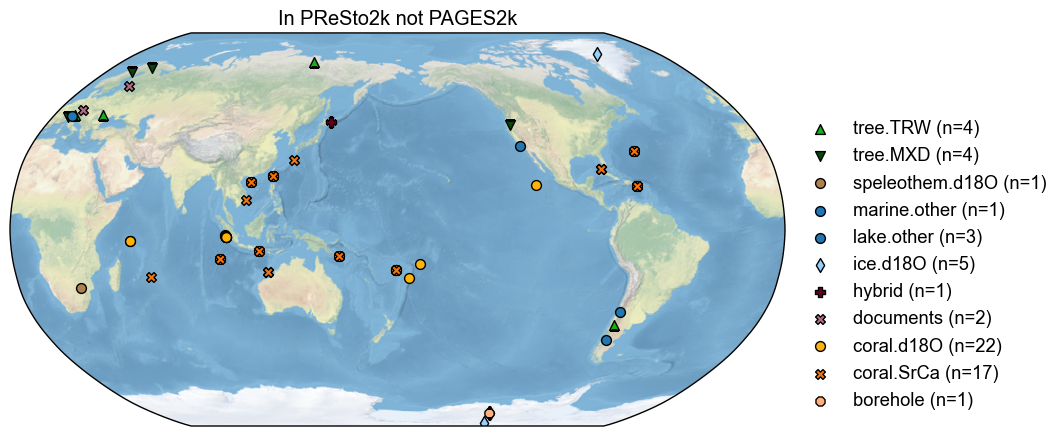 In PReSto2k not PAGES2k
tree.TRW (n=4)
tree.MXD (n=4)
speleothem.d18O (n=1)
marine.other (n=1)
lake.other (n=3)
ice.d18O (n=5)
hybrid (n=1)
documents (n=2)
coral.d18O (n=22)
coral.SrCa (n=17)
borehole (n=1)